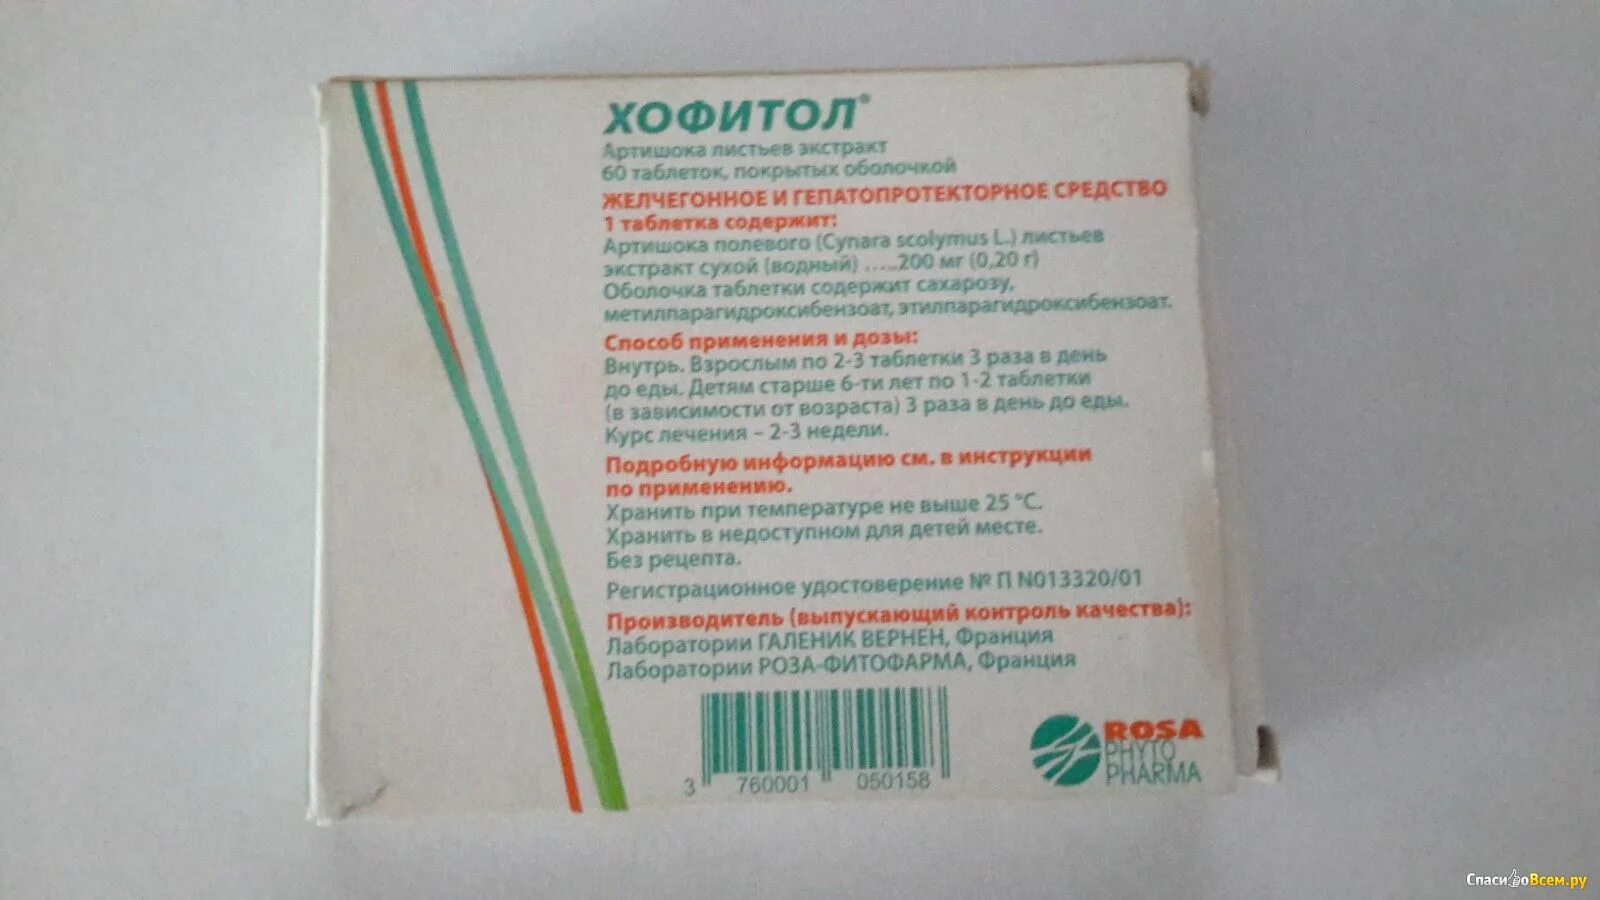 ХОФИТОЛ®
Артишока листьев экстракт
60 таблеток, покрытых оболочкой
ЖЕЛЧЕГОННОЕ И ГЕПАТОПРОТЕКТОРНОЕ СРЕДСТВО
1 таблетка содержит:
Артишока полевого (Cynara scolymus L.) листьев
экстракт сухой (водный) .....200 мг (0,20 г)
Оболочка таблетки содержит сахарозу,
метилпарагидроксибензоат, этилпарагидроксибензоат.
Способ применения и дозы:
Внутрь. Взрослым по 2-3 таблетки 3 раза в день
до еды. Детям старше 6-ти лет по 1-2 таблетки
(в зависимости от возраста) 3 раза в день до еды.
Курс лечения – 2-3 недели.
Подробную информацию см. в инструкции
по применению.
Хранить при температуре не выше 25 °С.
Хранить в недоступном для детей месте.
Без рецепта.
Регистрационное удостоверение № П N013320/01
Производитель (выпускающий контроль качества):
Лаборатории ГАЛЕНИК ВЕРНЕН, Франция
Лаборатории РОЗА-ФИТОФАРМА, Франция
3 760001 050158
ROSA
PHYTO
PHARMA
СпасибоВсем.ру